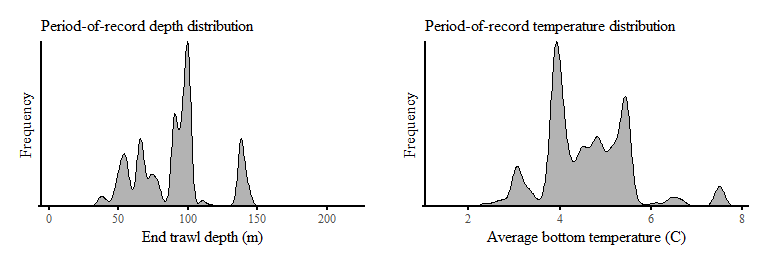 Period-of-record depth distribution
Frequency
0 50 100 150 200
End trawl depth (m)
Period-of-record temperature distribution
Frequency
2 4 6 8
Average bottom temperature (C)